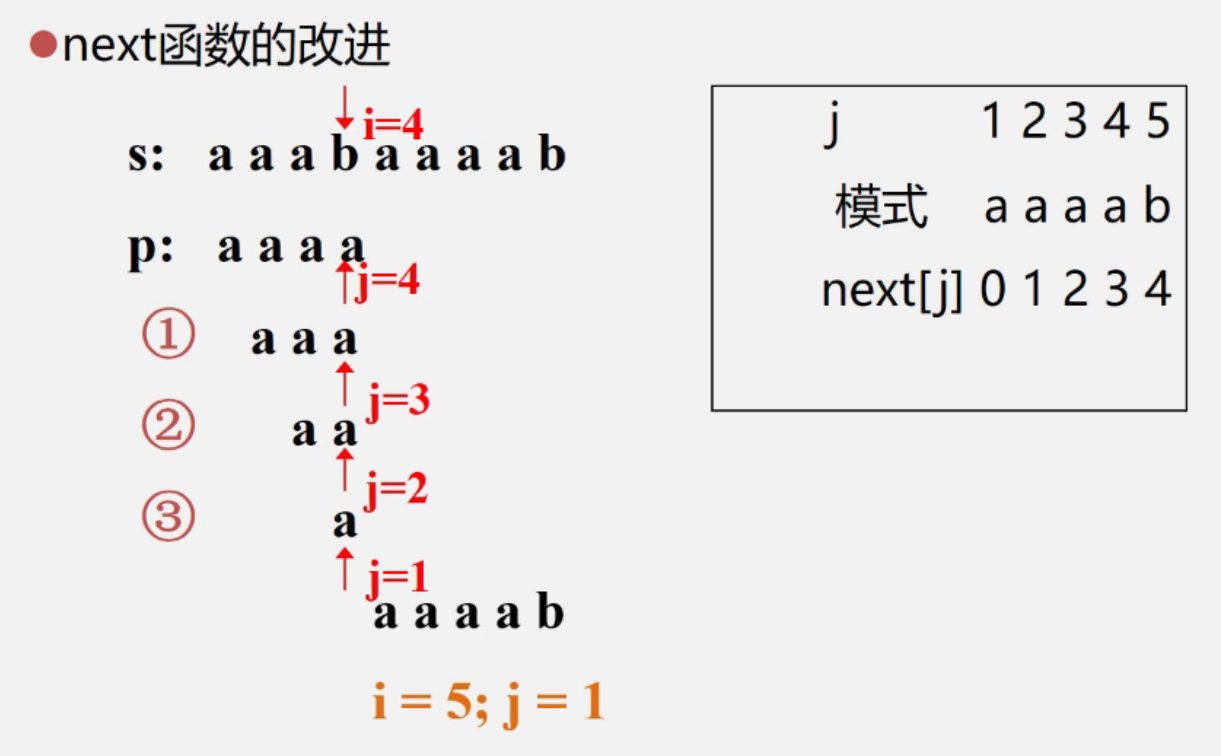 ●next函数的改进
i=4
s: a a a b a a a a b
p: a a a a
j=4
① a a a
j=3
② a a
j=2
③ a
j=1
a a a a b
i = 5; j = 1
j 1 2 3 4 5
模式 a a a a b
next[j] 0 1 2 3 4